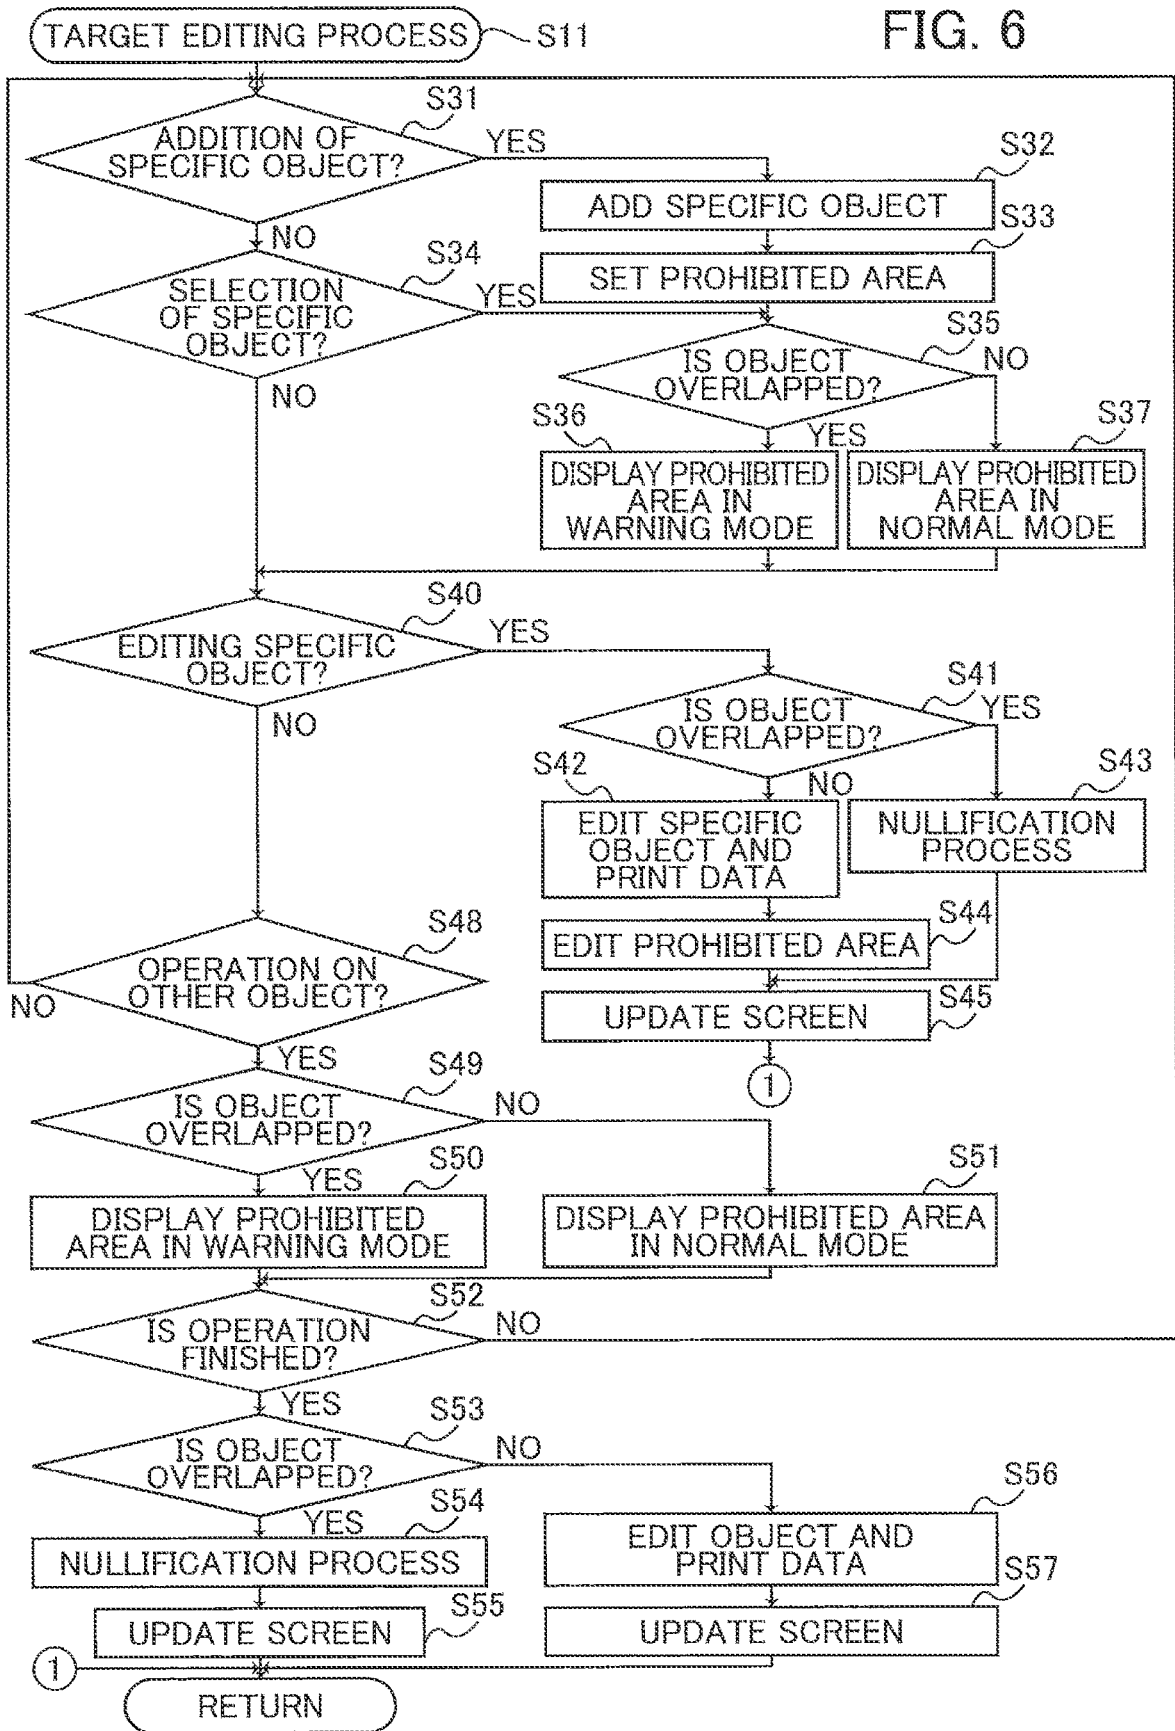 FIG. 6
TARGET EDITING PROCESS
S11
S31
ADDITION OF
SPECIFIC OBJECT?
YES
NO
S32
ADD SPECIFIC OBJECT
S33
SET PROHIBITED AREA
S34
SELECTION
OF SPECIFIC
OBJECT?
YES
NO
S35
IS OBJECT
OVERLAPPED?
NO
YES
S36
DISPLAY PROHIBITED
AREA IN
WARNING MODE
S37
DISPLAY PROHIBITED
AREA IN
NORMAL MODE
S40
EDITING SPECIFIC
OBJECT?
YES
NO
S41
IS OBJECT
OVERLAPPED?
YES
NO
S42
EDIT SPECIFIC
OBJECT AND
PRINT DATA
S43
NULLIFICATION
PROCESS
S44
EDIT PROHIBITED AREA
S45
UPDATE SCREEN
1
S48
OPERATION ON
OTHER OBJECT?
NO
YES
S49
IS OBJECT
OVERLAPPED?
NO
YES
S50
DISPLAY PROHIBITED
AREA IN WARNING MODE
S51
DISPLAY PROHIBITED AREA
IN NORMAL MODE
S52
IS OPERATION
FINISHED?
NO
YES
S53
IS OBJECT
OVERLAPPED?
NO
YES
S54
NULLIFICATION PROCESS
S55
UPDATE SCREEN
S56
EDIT OBJECT AND
PRINT DATA
S57
UPDATE SCREEN
1
RETURN